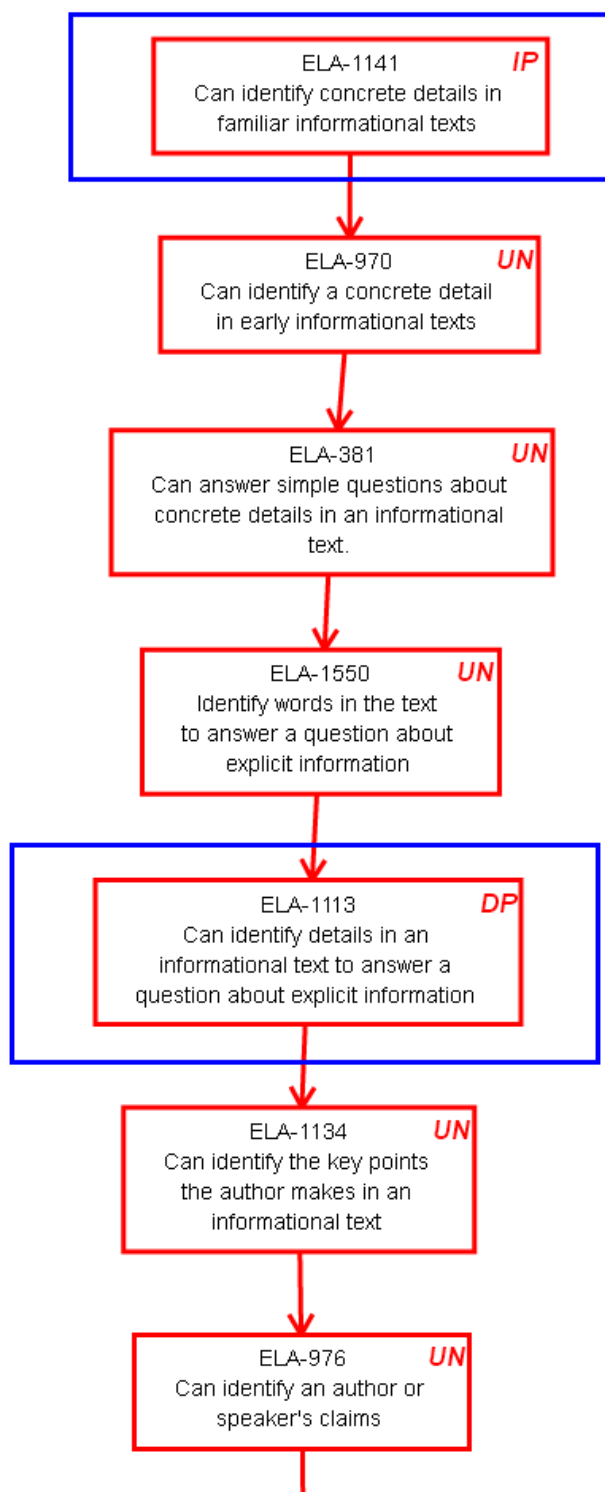 ELA-1141 IP
Can identify concrete details in
familiar informational texts
ELA-970 UN
Can identify a concrete detail
in early informational texts
ELA-381 UN
Can answer simple questions about
concrete details in an informational
text.
ELA-1550 UN
Identify words in the text
to answer a question about
explicit information
ELA-1113 DP
Can identify details in an
informational text to answer a
question about explicit information
ELA-1134 UN
Can identify the key points
the author makes in an
informational text
ELA-976 UN
Can identify an author or
speaker's claims